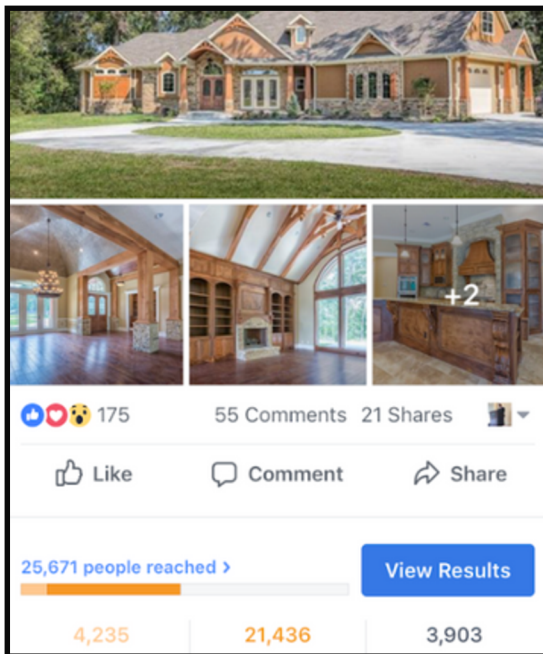 +2
175 55 Comments 21 Shares
Like Comment Share
25,671 people reached >
View Results
4,235 21,436 3,903